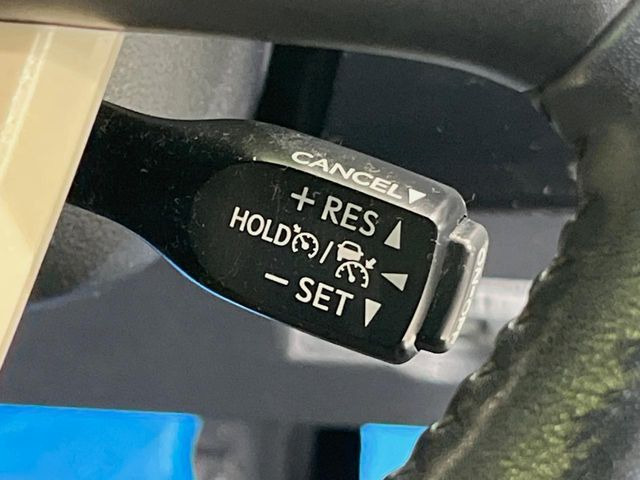 CANCEL
+ RES
HOLD /
- SET